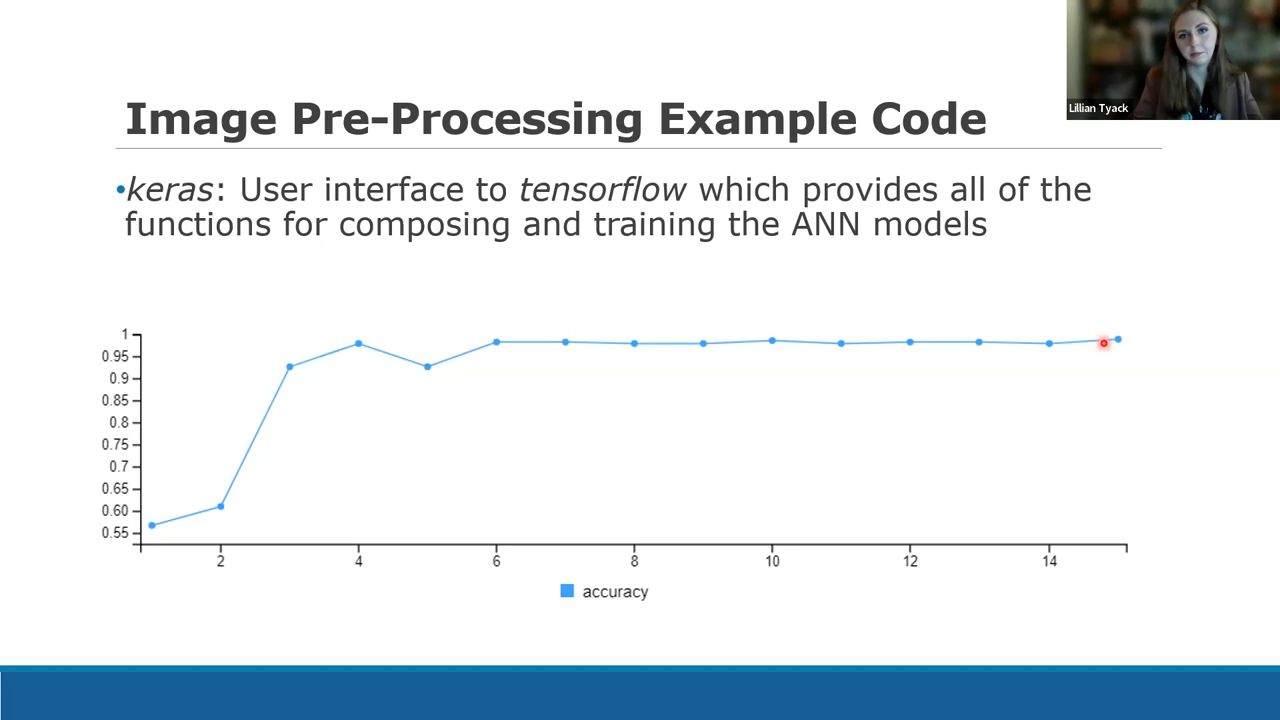 Lillian Tyack
Image Pre-Processing Example Code
•keras: User interface to tensorflow which provides all of the
functions for composing and training the ANN models
1
0.95
0.9
0.85
0.8
0.75
0.7
0.65
0.60
0.55
2 4 6 8 10 12 14
accuracy